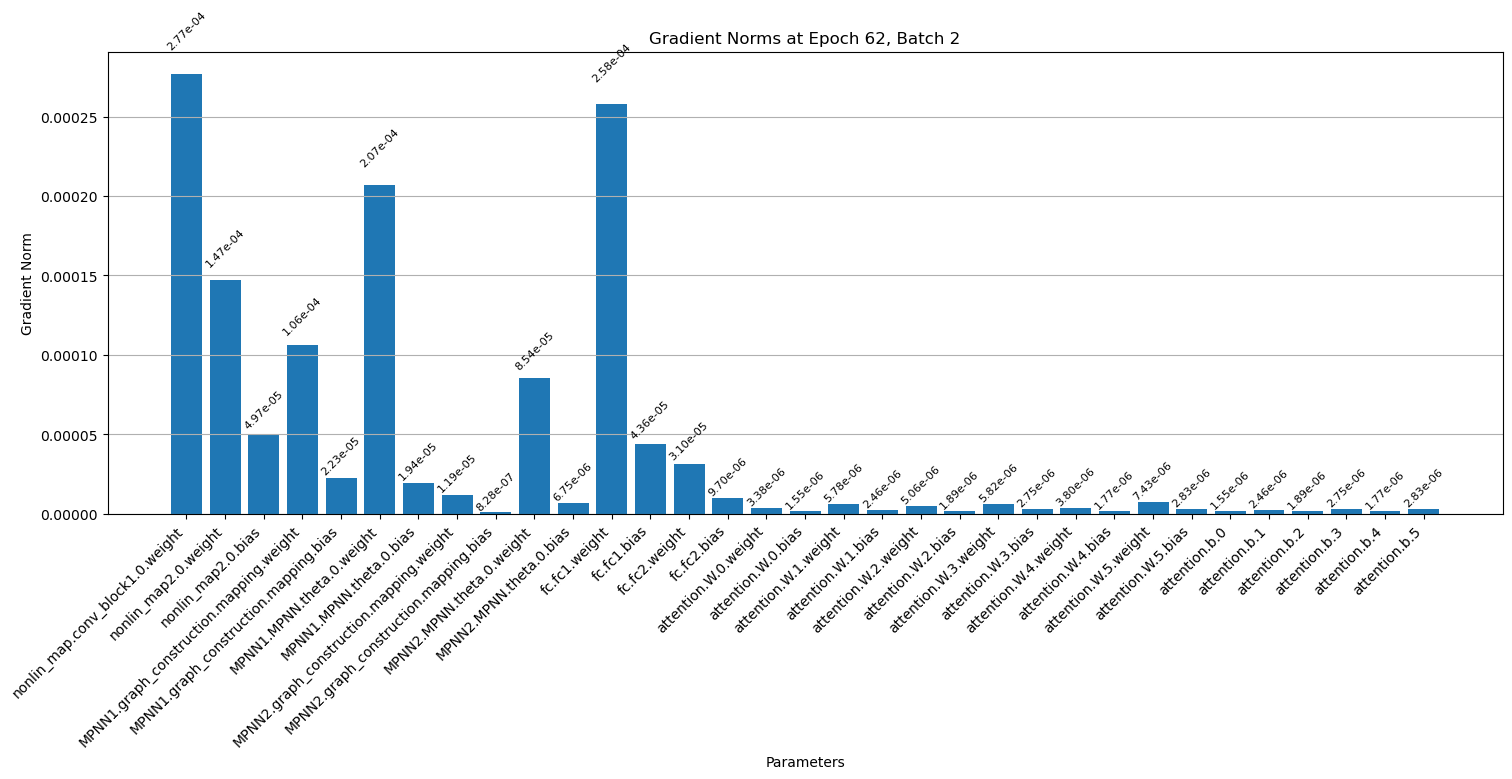 Gradient Norms at Epoch 62, Batch 2
Gradient Norm
0.00025
0.00020
0.00015
0.00010
0.00005
0.00000
2.77e-04
1.47e-04
4.97e-05
1.06e-04
2.23e-05
2.07e-04
1.94e-05
1.19e-05
8.28e-07
8.54e-05
6.75e-06
2.58e-04
4.36e-05
3.10e-05
9.70e-06
3.38e-06
1.55e-06
5.78e-06
2.46e-06
5.06e-06
1.89e-06
5.82e-06
2.75e-06
3.80e-06
1.77e-06
7.43e-06
2.83e-06
1.55e-06
2.46e-06
1.89e-06
2.75e-06
1.77e-06
2.83e-06
nonlin_map.conv_block1.0.weight
nonlin_map2.0.weight
nonlin_map2.0.bias
MPNN1.graph_construction.mapping.weight
MPNN1.graph_construction.mapping.bias
MPNN1.MPNN.theta.0.weight
MPNN1.MPNN.theta.0.bias
MPNN2.graph_construction.mapping.weight
MPNN2.graph_construction.mapping.bias
MPNN2.MPNN.theta.0.weight
MPNN2.MPNN.theta.0.bias
fc.fc1.weight
fc.fc1.bias
fc.fc2.weight
fc.fc2.bias
attention.W.0.weight
attention.W.0.bias
attention.W.1.weight
attention.W.1.bias
attention.W.2.weight
attention.W.2.bias
attention.W.3.weight
attention.W.3.bias
attention.W.4.weight
attention.W.4.bias
attention.W.5.weight
attention.W.5.bias
attention.b.0
attention.b.1
attention.b.2
attention.b.3
attention.b.4
attention.b.5
Parameters